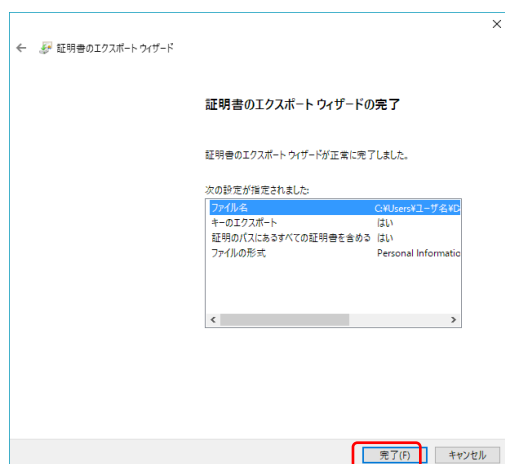 証明書のエクスポート ウィザード
証明書のエクスポート ウィザードの完了
証明書のエクスポート ウィザードが正常に完了しました。
次の設定が指定されました:
ファイル名 C:¥Users¥ユーザ名¥D
キーのエクスポート はい
証明のパスにあるすべての証明書を含める はい
ファイルの形式 Personal Informatio
完了(F) キャンセル